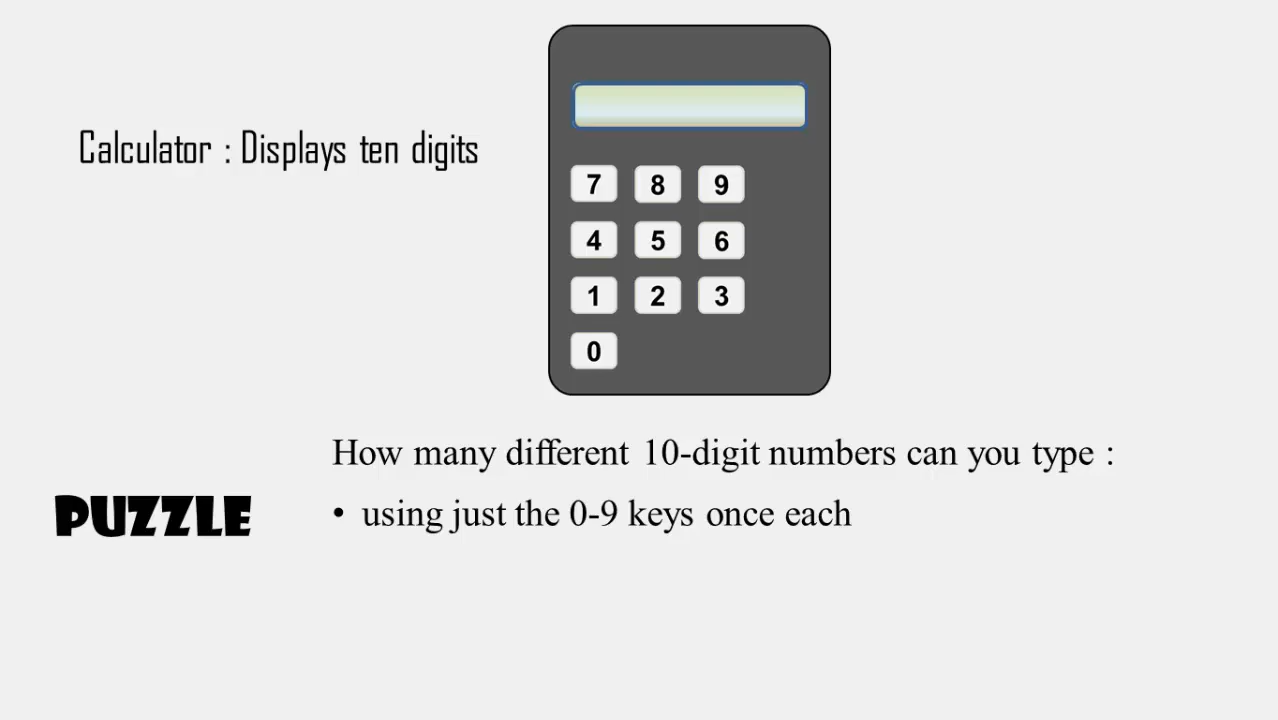 Calculator : Displays ten digits
7 8 9
4 5 6
1 2 3
0
How many different 10-digit numbers can you type :
PUZZLE
• using just the 0-9 keys once each